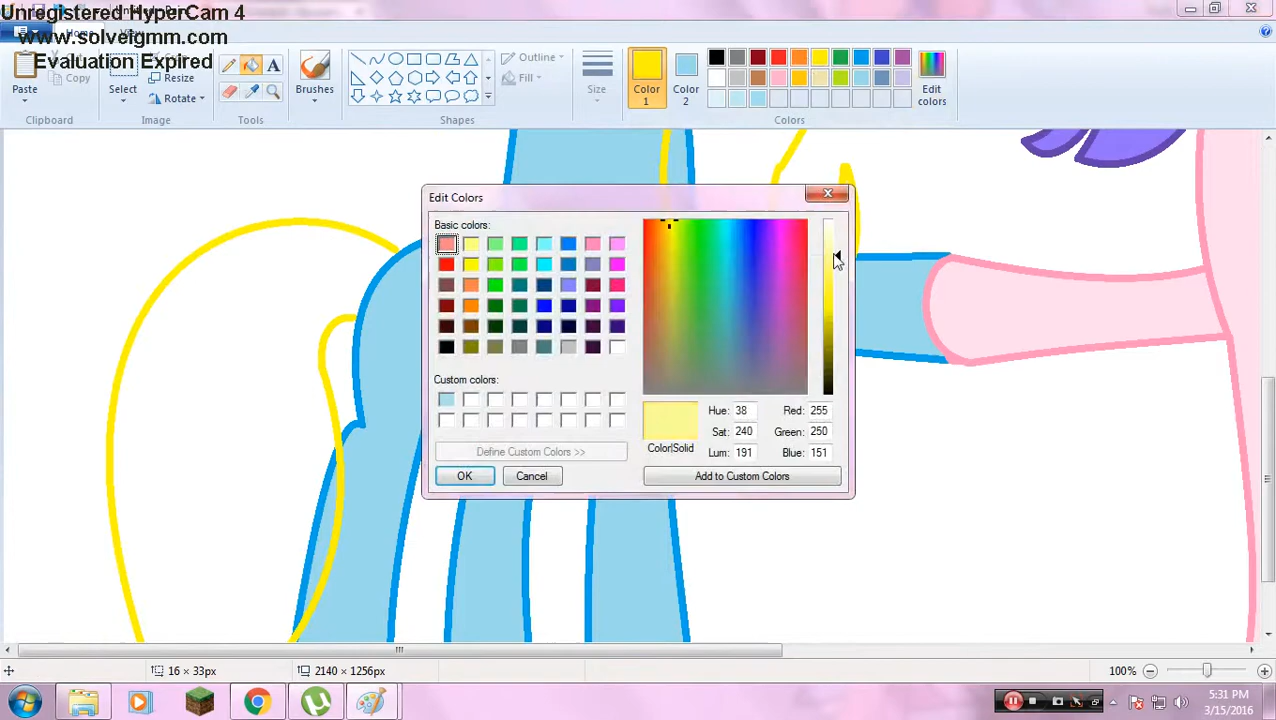 Unregistered HyperCam 4
www.solveigmm.com
Evaluation Expired
Paste
Copy
Select
Resize
Rotate
Brushes
Outline
Fill
Size
Color 1
Color 2
Edit colors
Clipboard
Image
Tools
Shapes
Colors
Edit Colors
Basic colors:
Custom colors:
Define Custom Colors >>
OK
Cancel
Color|Solid
Hue: 38
Sat: 240
Lum: 191
Red: 255
Green: 250
Blue: 151
Add to Custom Colors
16 × 33px
2140 × 1256px
100%
5:31 PM
3/15/2016